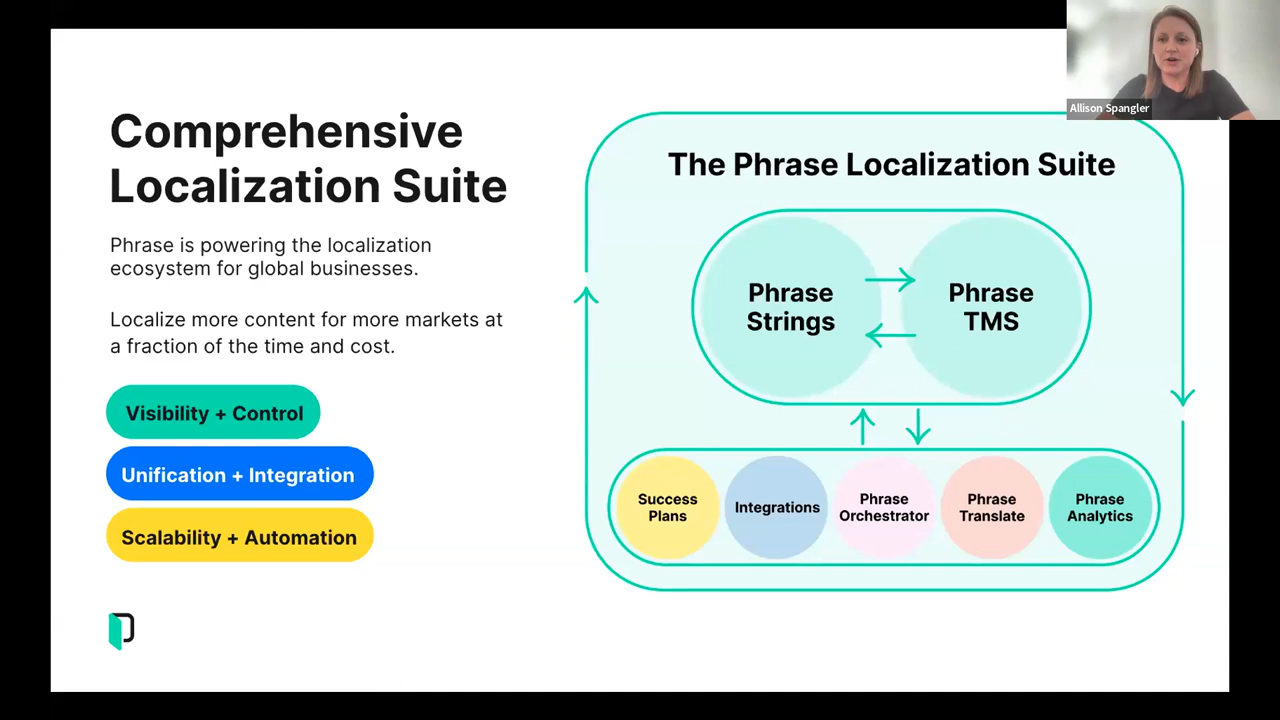 Comprehensive
Localization Suite
Phrase is powering the localization
ecosystem for global businesses.
Localize more content for more markets at
a fraction of the time and cost.
Visibility + Control
Unification + Integration
Scalability + Automation
The Phrase Localization Suite
Phrase
Strings
Phrase
TMS
Success
Plans
Integrations
Phrase
Orchestrator
Phrase
Translate
Phrase
Analytics
Allison Spangler